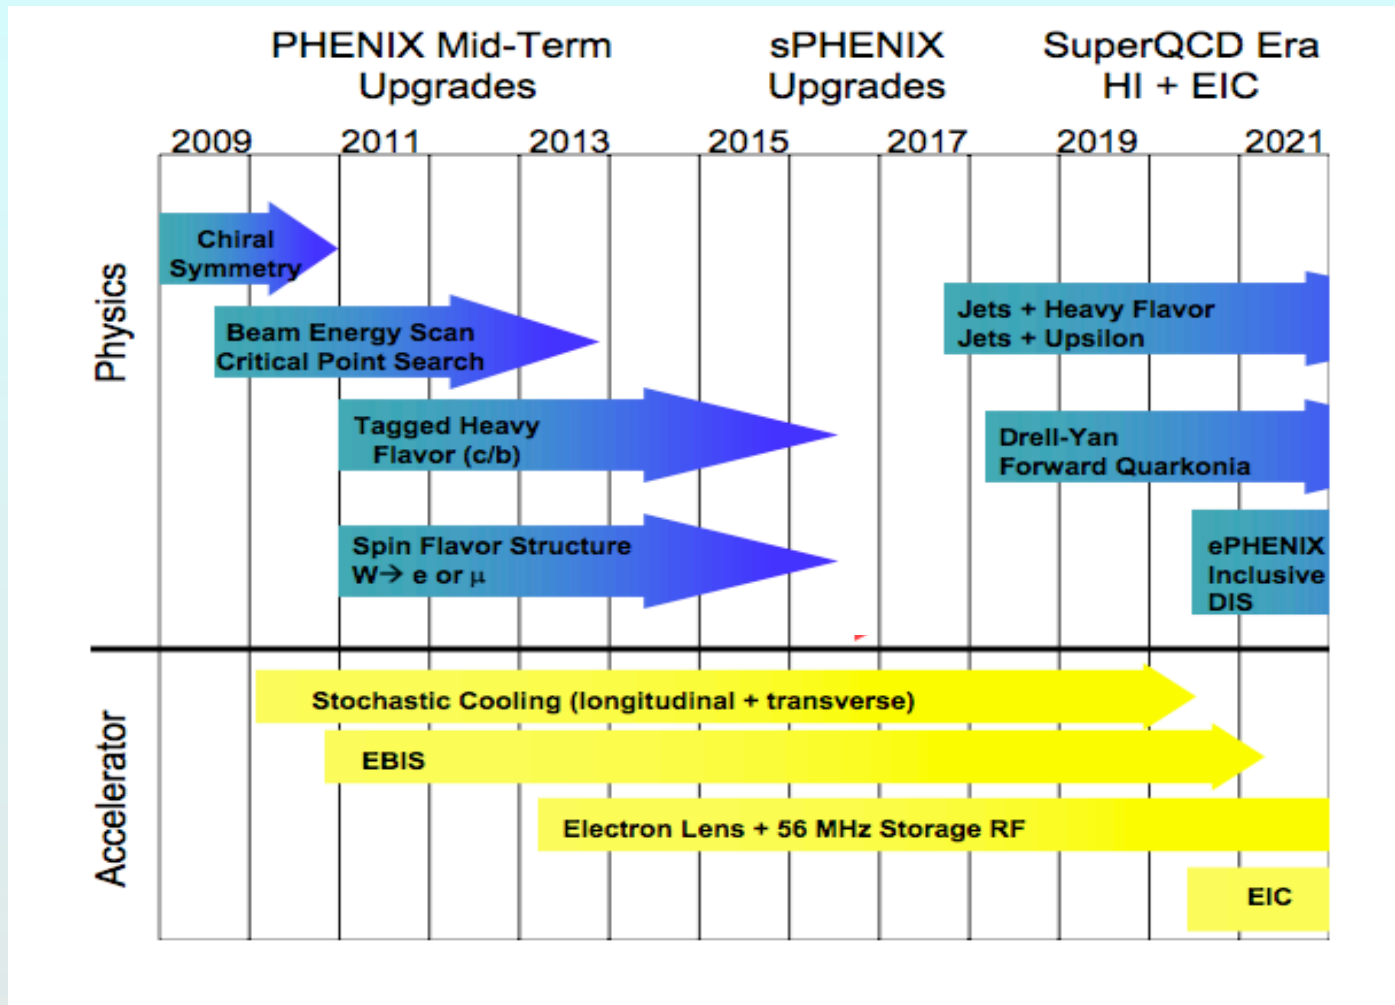 PHENIX Mid-Term
Upgrades
sPHENIX
Upgrades
SuperQCD Era
HI + EIC
2009 2011 2013 2015 2017 2019 2021
Physics
Chiral
Symmetry
Beam Energy Scan
Critical Point Search
Jets + Heavy Flavor
Jets + Upsilon
Tagged Heavy
Flavor (c/b)
Drell-Yan
Forward Quarkonia
Spin Flavor Structure
W→ e or μ
ePHENIX
Inclusive
DIS
Accelerator
Stochastic Cooling (longitudinal + transverse)
EBIS
Electron Lens + 56 MHz Storage RF
EIC